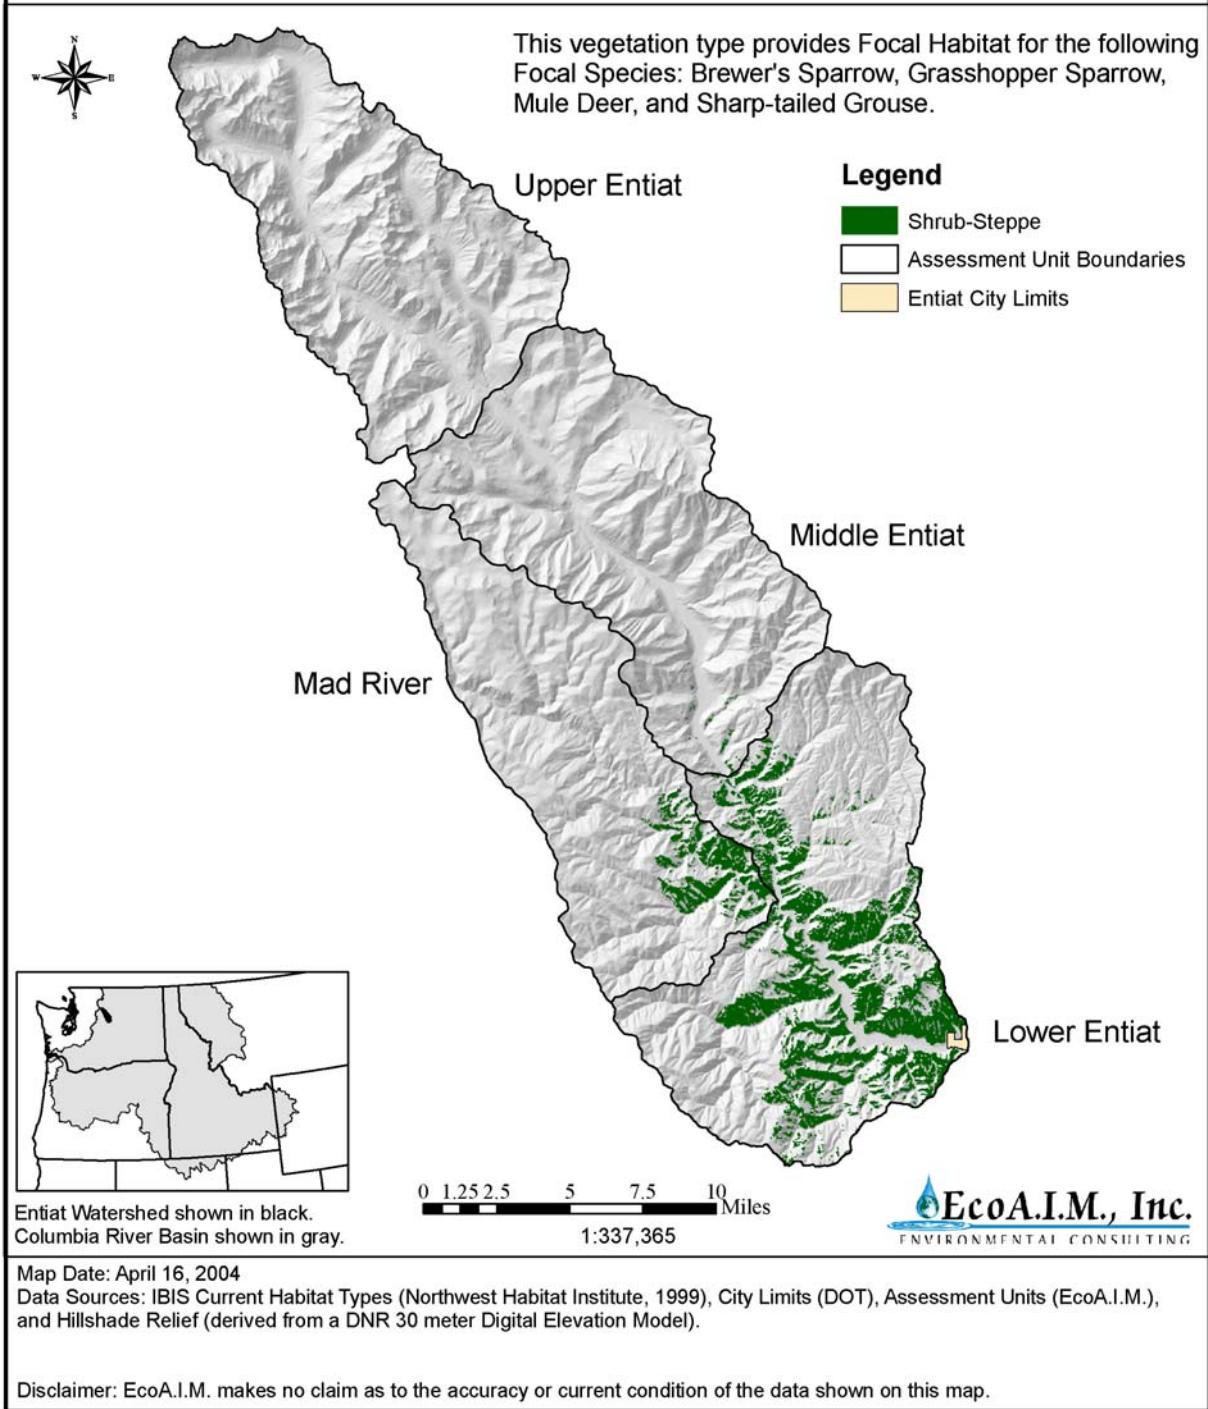 N
W
E
S
This vegetation type provides Focal Habitat for the following
Focal Species: Brewer's Sparrow, Grasshopper Sparrow,
Mule Deer, and Sharp-tailed Grouse.
Upper Entiat
Legend
Shrub-Steppe
Assessment Unit Boundaries
Entiat City Limits
Middle Entiat
Mad River
Lower Entiat
Entiat Watershed shown in black.
Columbia River Basin shown in gray.
0 1.25 2.5 5 7.5 10
Miles
1:337,365
EcoA.I.M., Inc.
ENVIRONMENTAL CONSULTING
Map Date: April 16, 2004
Data Sources: IBIS Current Habitat Types (Northwest Habitat Institute, 1999), City Limits (DOT), Assessment Units (EcoA.I.M.),
and Hillshade Relief (derived from a DNR 30 meter Digital Elevation Model).
Disclaimer: EcoA.I.M. makes no claim as to the accuracy or current condition of the data shown on this map.